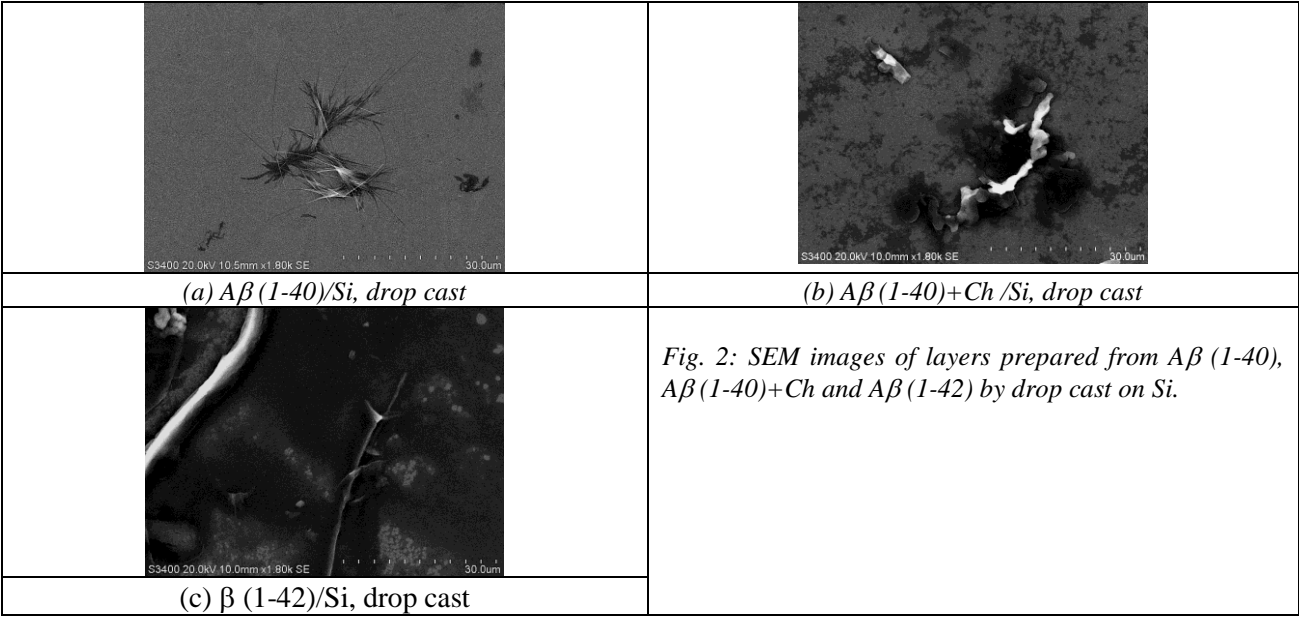 S3400 20.0kV 10.5mm x1.80k SE 30.0um
S3400 20.0kV 10.0mm x1.80k SE 30.0um
(a) Aβ (1-40)/Si, drop cast
(b) Aβ (1-40)+Ch /Si, drop cast
S3400 20.0kV 10.0mm x1.80k SE 30.0um
Fig. 2: SEM images of layers prepared from Aβ (1-40),
Aβ (1-40)+Ch and Aβ (1-42) by drop cast on Si.
(c) β (1-42)/Si, drop cast